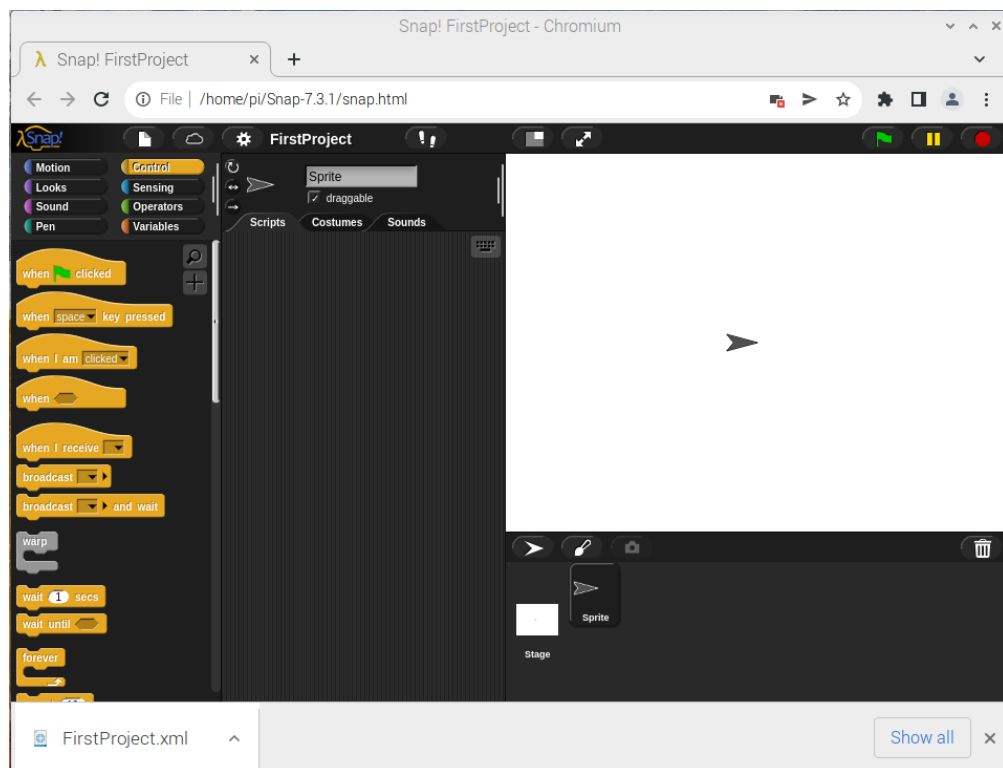 Snap! FirstProject - Chromium
λ Snap! FirstProject
File | /home/pi/Snap-7.3.1/snap.html
λSnap! FirstProject
Motion Control
Looks Sensing
Sound Operators
Pen Variables
Sprite
draggable
Scripts Costumes Sounds
when clicked
when space key pressed
when I am clicked
when
when I receive
broadcast
broadcast and wait
warp
wait 1 secs
wait until
forever
Sprite
Stage
FirstProject.xml
Show all